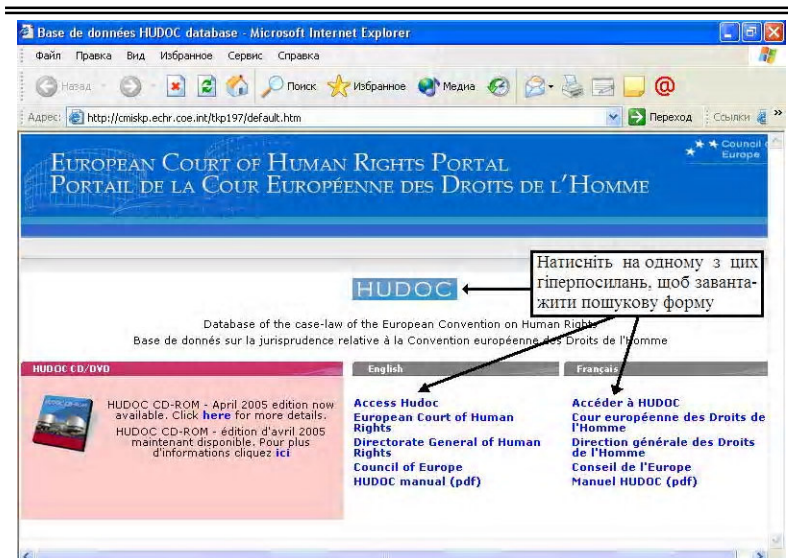 Base de données HUDOC database - Microsoft Internet Explorer
Файл Правка Вид Избранное Сервис Справка
Назад Поиск Избранное Медиа
Адрес: http://cmiskp.echr.coe.int/tkp197/default.htm Переход Ссылки »
EUROPEAN COURT OF HUMAN RIGHTS PORTAL
PORTAIL DE LA COUR EUROPÉENNE DES DROITS DE L'HOMME
Council
Europe
Натисніть на одному з цих
гіперпосилань, щоб заванта-
жити пошукову форму
HUDOC
Database of the case-law of the European Convention on Human Rights
Base de donnés sur la jurisprudence relative à la Convention européenne des Droits de l'Homme
HUDOC CD/DVD
HUDOC CD-ROM - April 2005 edition now
available. Click here for more details.
HUDOC CD-ROM - édition d'avril 2005
maintenant disponible. Pour plus
d'informations cliquez ici
English
Access Hudoc
European Court of Human
Rights
Directorate General of Human
Rights
Council of Europe
HUDOC manual (pdf)
Français
Accéder à HUDOC
Cour européenne des Droits de
l'Homme
Direction générale des Droits
de l'Homme
Conseil de l'Europe
Manuel HUDOC (pdf)